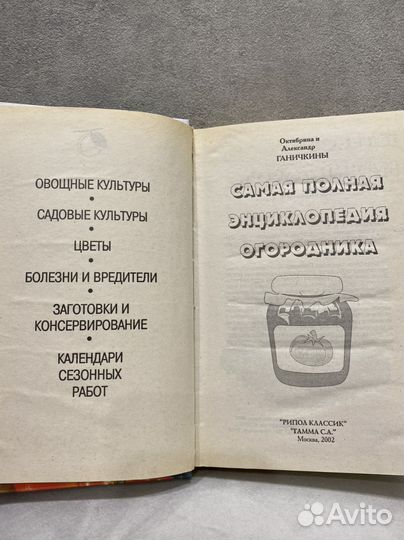 ОВОЩНЫЕ КУЛЬТУРЫ
•
САДОВЫЕ КУЛЬТУРЫ
•
ЦВЕТЫ
•
БОЛЕЗНИ И ВРЕДИТЕЛИ
•
ЗАГОТОВКИ И
КОНСЕРВИРОВАНИЕ
•
КАЛЕНДАРИ
СЕЗОННЫХ
РАБОТ
Октябрина и
Александр
ГАНИЧКИНЫ
САМАЯ ПОЛНАЯ
ЭНЦИКЛОПЕДИЯ
ОГОРОДНИКА
"РИПОЛ КЛАССИК"
"ТАММА С.А."
Москва, 2002
Avito